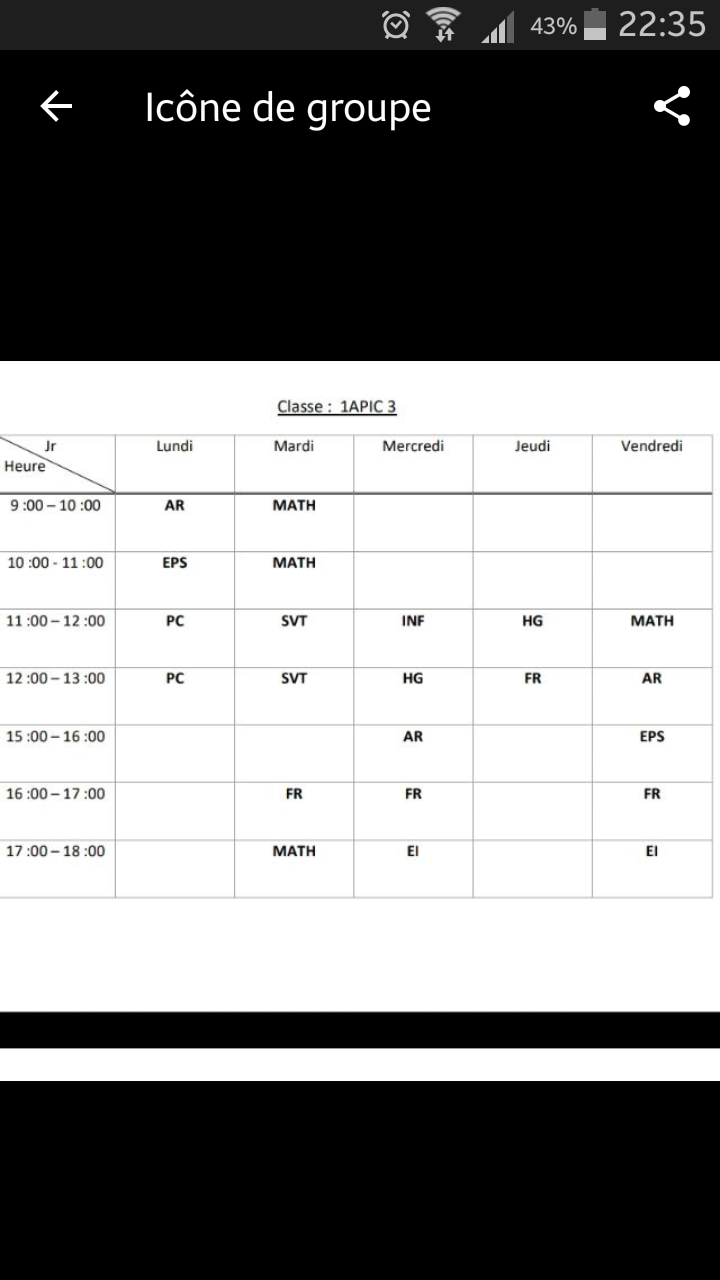 43% 22:35
Icône de groupe
Classe : 1APIC 3
Jr Lundi Mardi Mercredi Jeudi Vendredi
Heure
9 :00 – 10 :00 AR MATH
10 :00 - 11 :00 EPS MATH
11 :00 – 12 :00 PC SVT INF HG MATH
12 :00 – 13 :00 PC SVT HG FR AR
15 :00 – 16 :00 AR EPS
16 :00 – 17 :00 FR FR FR
17 :00 – 18 :00 MATH EI EI